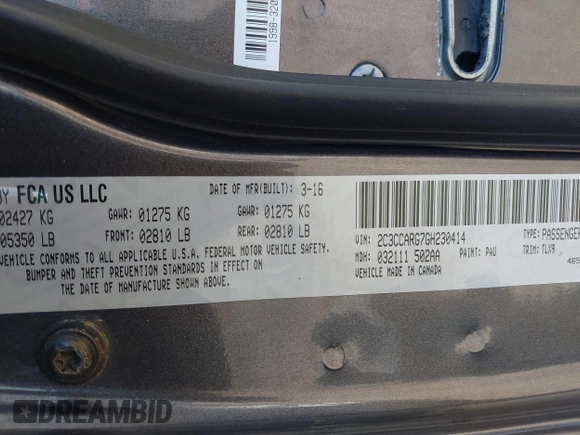 1998-320
BY FCA US LLC
DATE OF MFR(BUILT): 3-16
02427 KG GAWR: 01275 KG GAWR: 01275 KG
05350 LB FRONT: 02810 LB REAR: 02810 LB
CONFORMS TO ALL APPLICABLE U.S.A. FEDERAL MOTOR VEHICLE SAFETY,
BUMPER AND THEFT PREVENTION STANDARDS IN EFFECT ON
THE DATE OF MANUFACTURE SHOWN ABOVE.
2C3CCARG7GH230414
TYPE: PASSENGER
MDH: 032111 502AA PAINT: PAU TRIM: TLX9
VEHICLE MADE IN CANADA
465
DREAMBID